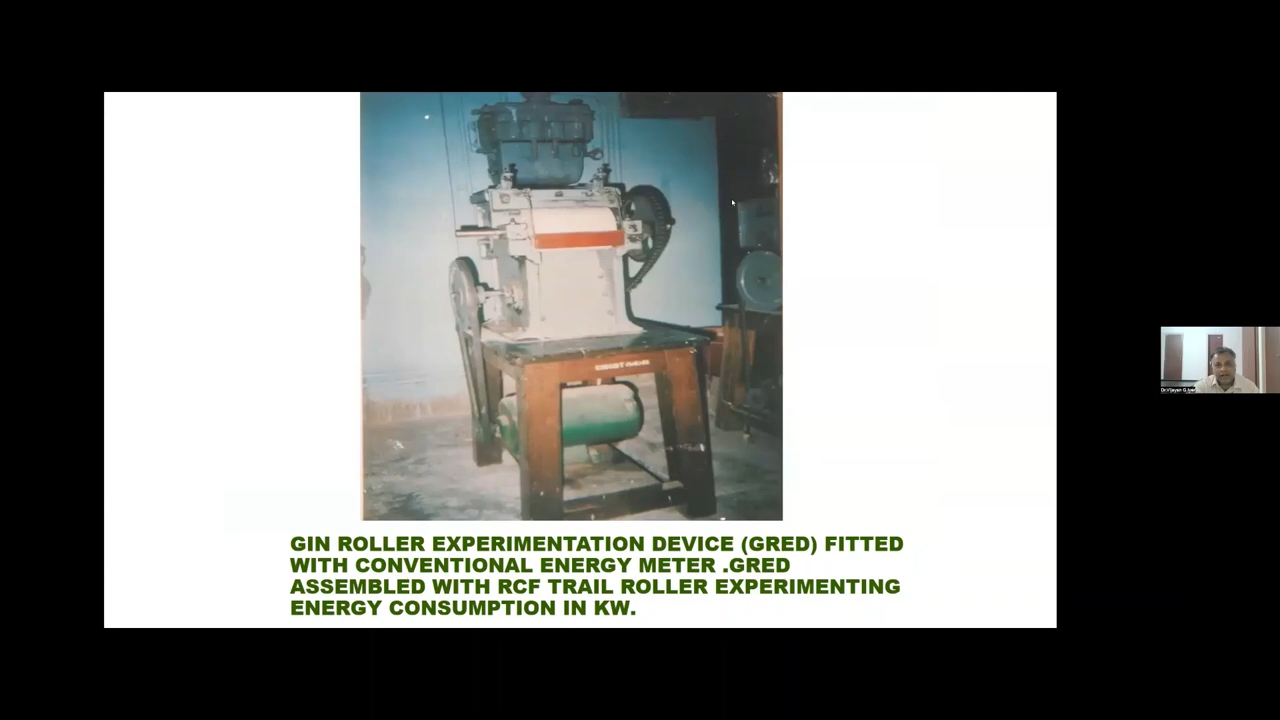 GIN ROLLER EXPERIMENTATION DEVICE (GRED) FITTED
WITH CONVENTIONAL ENERGY METER .GRED
ASSEMBLED WITH RCF TRAIL ROLLER EXPERIMENTING
ENERGY CONSUMPTION IN KW.